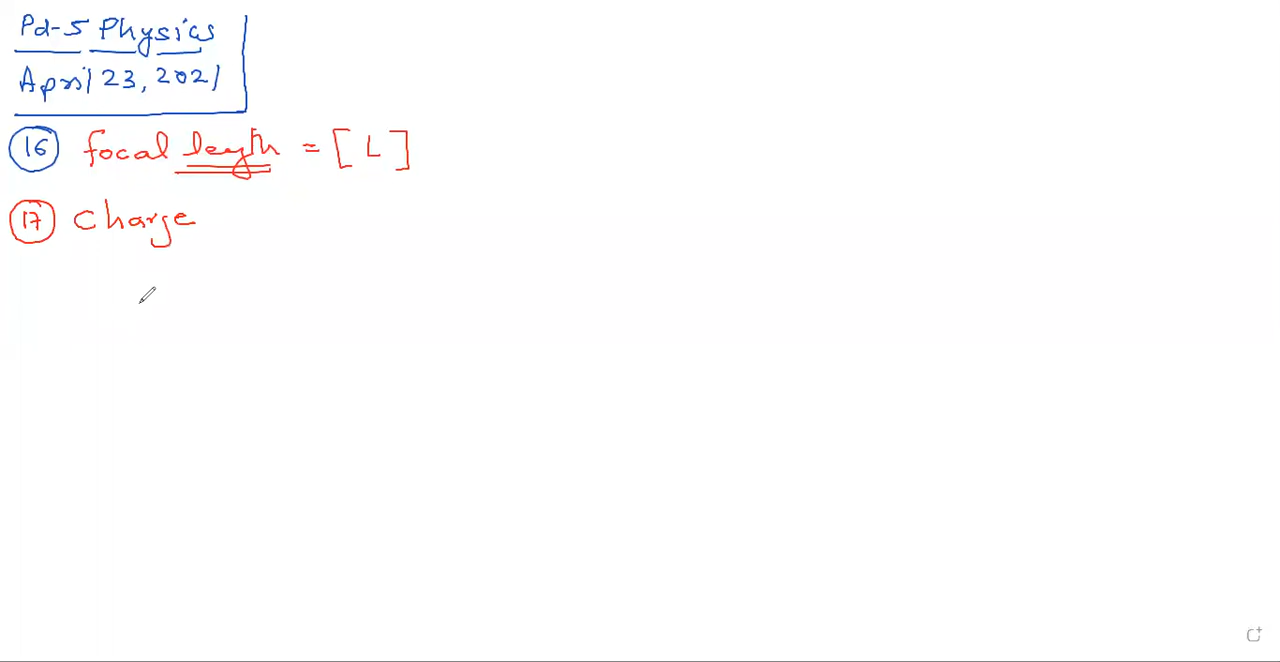 Pd-5 Physics
April 23, 2021
16 focal length = [L]
17 Charge